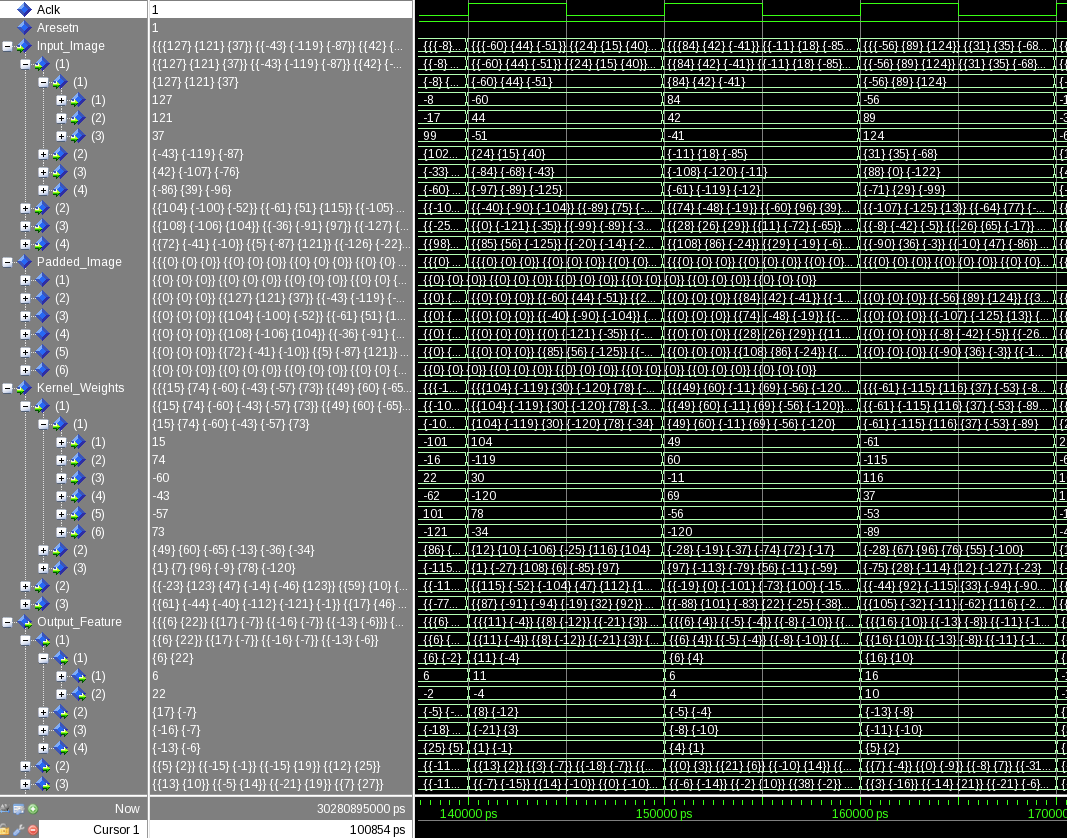 Aclk 1
Aresetn 1
Input_Image {{{127} {121} {37}} {{-43} {-119} {-87}} {{42} {... {{{-8}... {{{-60} {44} {-51}} {{24} {15} {40}... {{{84} {42} {-41}} {{-11} {18} {-85... {{{-56} {89} {124}} {{31} {35} {-68...
(1) {{127} {121} {37}} {{-43} {-119} {-87}} {{42} {-... {{-8} ... {{-60} {44} {-51}} {{24} {15} {40}}... {{84} {42} {-41}} {{-11} {18} {-85}... {{-56} {89} {124}} {{31} {35} {-68}...
(1) {127} {121} {37} {-8} {... {-60} {44} {-51} {84} {42} {-41} {-56} {89} {124}
(1) 127 -8 -60 84 -56
(2) 121 -17 44 42 89
(3) 37 99 -51 -41 124
(2) {-43} {-119} {-87} {102... {24} {15} {40} {-11} {18} {-85} {31} {35} {-68}
(3) {42} {-107} {-76} {-33} ... {-84} {-68} {-43} {-108} {-120} {-11} {88} {0} {-122}
(4) {-86} {39} {-96} {-60} ... {-97} {-89} {-125} {-61} {-119} {-12} {-71} {29} {-99}
(2) {{104} {-100} {-52}} {{-61} {51} {115}} {{-105} ... {{-10... {{-40} {-90} {-104}} {{-89} {75} {-... {{74} {-48} {-19}} {{-60} {96} {39}... {{-107} {-125} {13}} {{-64} {77} {-...
(3) {{108} {-106} {104}} {{-36} {-91} {97}} {{-127} {... {{-25... {{0} {-121} {-35}} {{-99} {-89} {-3... {{28} {26} {29}} {{11} {-72} {-65}... {{-8} {-42} {-5}} {{-26} {65} {-17}...
(4) {{72} {-41} {-10}} {{5} {-87} {121}} {{-126} {-22}... {{98}... {{85} {56} {-125}} {{-20} {-14} {-2... {{108} {86} {-24}} {{29} {-19} {-6... {{-90} {36} {-3}} {{-10} {47} {-86}...
Padded_Image {{{0} {0} {0}} {{0} {0} {0}} {{0} {0} {0}} {{0} {0}... {{{0} ... {{{0} {0} {0}} {{0} {0} {0}} {{0} {0... {{{0} {0} {0}} {{0} {0} {0}} {{0} {0... {{{0} {0} {0}} {{0} {0} {0}} {{0} {0...
(1) {{0} {0} {0}} {{0} {0} {0}} {{0} {0} {0}} {{0} {0} {... {{0} {0} {0}} {{0} {0} {0}} {{0} {0} {0}} {{0} {0} {0}} {{0} {0} {0}} {{0} {0} {0}}
(2) {{0} {0} {0}} {{127} {121} {37}} {{-43} {-119} {-... {{0} {0... {{0} {0} {0}} {{-60} {44} {-51}} {{2... {{0} {0} {0}} {{84} {42} {-41}} {{-1... {{0} {0} {0}} {{-56} {89} {124}} {{3...
(3) {{0} {0} {0}} {{104} {-100} {-52}} {{-61} {51} {1... {{0} {0... {{0} {0} {0}} {{-40} {-90} {-104}} {... {{0} {0} {0}} {{74} {-48} {-19}} {{-... {{0} {0} {0}} {{-107} {-125} {13}} {...
(4) {{0} {0} {0}} {{108} {-106} {104}} {{-36} {-91} {... {{0} {0... {{0} {0} {0}} {{0} {-121} {-35}} {{-... {{0} {0} {0}} {{28} {26} {29}} {{11... {{0} {0} {0}} {{-8} {-42} {-5}} {{-26...
(5) {{0} {0} {0}} {{72} {-41} {-10}} {{5} {-87} {121}} ... {{0} {0... {{0} {0} {0}} {{85} {56} {-125}} {{-... {{0} {0} {0}} {{108} {86} {-24}} {{... {{0} {0} {0}} {{-90} {36} {-3}} {{-1...
(6) {{0} {0} {0}} {{0} {0} {0}} {{0} {0} {0}} {{0} {0} {... {{0} {0} {0}} {{0} {0} {0}} {{0} {0} {0}} {{0} {0} {0}} {{0} {0} {0}} {{0} {0} {0}}
Kernel_Weights {{{15} {74} {-60} {-43} {-57} {73}} {{49} {60} {-65... {{{-1... {{{104} {-119} {30} {-120} {78} {-... {{{49} {60} {-11} {69} {-56} {-120... {{{-61} {-115} {116} {37} {-53} {-8...
(1) {{15} {74} {-60} {-43} {-57} {73}} {{49} {60} {-65}... {{-10... {{104} {-119} {30} {-120} {78} {-3... {{49} {60} {-11} {69} {-56} {-120}}... {{-61} {-115} {116} {37} {-53} {-89...
(1) {15} {74} {-60} {-43} {-57} {73} {-10... {104} {-119} {30} {-120} {78} {-34} {49} {60} {-11} {69} {-56} {-120} {-61} {-115} {116} {37} {-53} {-89}
(1) 15 -101 104 49 -61
(2) 74 -16 -119 60 -115
(3) -60 22 30 -11 116
(4) -43 -62 -120 69 37
(5) -57 101 78 -56 -53
(6) 73 -121 -34 -120 -89
(2) {49} {60} {-65} {-13} {-36} {-34} {86} {... {12} {10} {-106} {-25} {116} {104} {-28} {-19} {-37} {-74} {72} {-17} {-28} {67} {96} {76} {55} {-100}
(3) {1} {7} {96} {-9} {78} {-120} {-115... {-1} {-27} {108} {6} {-85} {97} {97} {-113} {-79} {56} {-11} {-59} {-75} {28} {-114} {12} {-127} {-23}
(2) {{-23} {123} {47} {-14} {-46} {123}} {{59} {10} {... {{-11... {{115} {-52} {-104} {47} {112} {1... {{-19} {0} {-101} {-73} {100} {-15... {{-44} {92} {-115} {33} {-94} {-90...
(3) {{61} {-44} {-40} {-112} {-121} {-1}} {{17} {46} ... {{-77... {{87} {-91} {-94} {-19} {32} {92}}... {{-88} {101} {-83} {22} {-25} {-38}... {{105} {-32} {-11} {-62} {116} {-2...
Output_Feature {{{6} {22}} {{17} {-7}} {{-16} {-7}} {{-13} {-6}}} {... {{{6} ... {{{11} {-4}} {{8} {-12}} {{-21} {3}}... {{{6} {4}} {{-5} {-4}} {{-8} {-10}} {{... {{{16} {10}} {{-13} {-8}} {{-11} {-1...
(1) {{6} {22}} {{17} {-7}} {{-16} {-7}} {{-13} {-6}} {{6} {-... {{11} {-4}} {{8} {-12}} {{-21} {3}} {... {{6} {4}} {{-5} {-4}} {{-8} {-10}} {{... {{16} {10}} {{-13} {-8}} {{-11} {-1...
(1) {6} {22} {6} {-2} {11} {-4} {6} {4} {16} {10}
(1) 6 6 11 6 16
(2) 22 -2 -4 4 10
(2) {17} {-7} {-5} {-... {8} {-12} {-5} {-4} {-13} {-8}
(3) {-16} {-7} {-18} ... {-21} {3} {-8} {-10} {-11} {-10}
(4) {-13} {-6} {25} {5} {1} {-1} {4} {1} {5} {2}
(2) {{5} {2}} {{-15} {-1}} {{-15} {19}} {{12} {25}} {{-11... {{13} {2}} {{3} {-7}} {{-18} {-7}} {... {{0} {3}} {{21} {6}} {{-10} {14}} {... {{7} {-4}} {{0} {-9}} {{-8} {7}} {{-31...
(3) {{13} {10}} {{-5} {14}} {{-21} {19}} {{7} {27}} {{-11... {{-7} {-15}} {{14} {-10}} {{0} {-10... {{-6} {-14}} {{-2} {10}} {{38} {-2}... {{3} {-16}} {{-14} {21}} {{-21} {-6...
Now 30280895000 ps 140000 ps 150000 ps 160000 ps 170000
Cursor 1 100854 ps